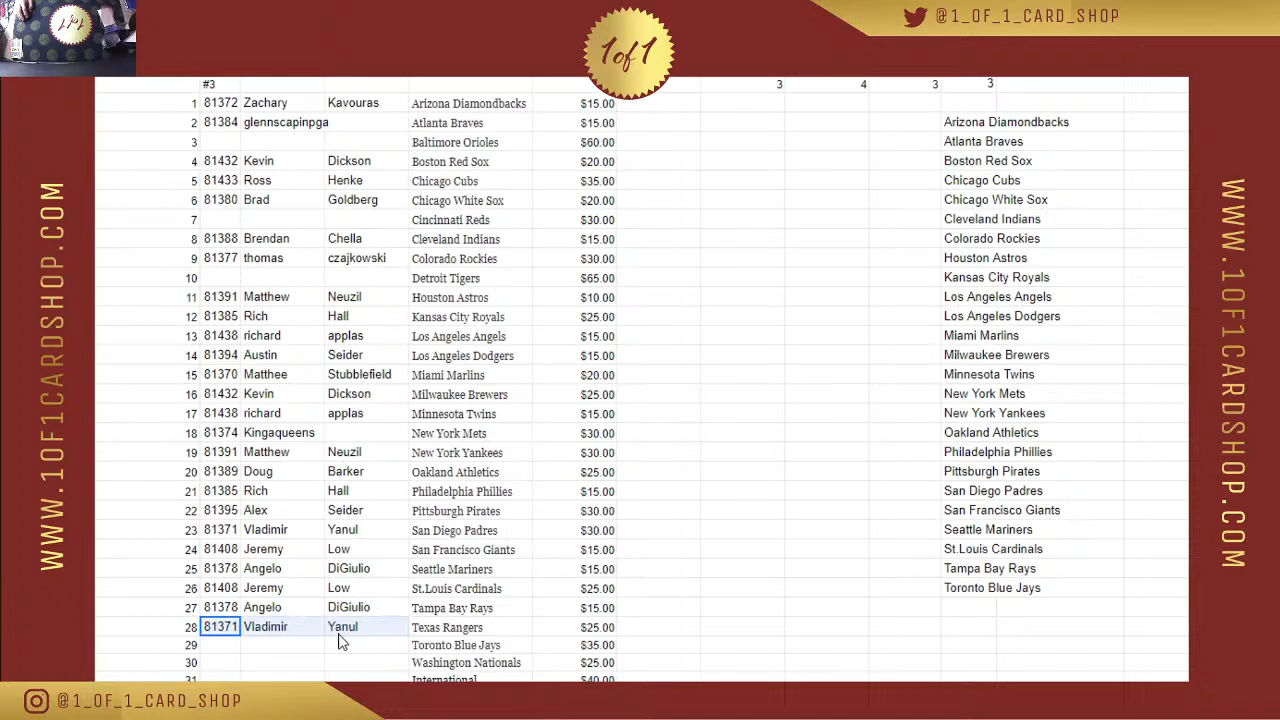 @1_OF_1_CARD_SHOP
1of1
1of1
WWW.1OF1CARDSHOP.COM
#3 3 4 3 3
1 81372 Zachary Kavouras Arizona Diamondbacks $15.00
2 81384 glennscapinpga Atlanta Braves $15.00 Arizona Diamondbacks
3 Baltimore Orioles $60.00 Atlanta Braves
4 81432 Kevin Dickson Boston Red Sox $20.00 Boston Red Sox
5 81433 Ross Henke Chicago Cubs $35.00 Chicago Cubs
6 81380 Brad Goldberg Chicago White Sox $20.00 Chicago White Sox
7 Cincinnati Reds $30.00 Cleveland Indians
8 81388 Brendan Chella Cleveland Indians $15.00 Colorado Rockies
9 81377 thomas czajkowski Colorado Rockies $30.00 Houston Astros
10 Detroit Tigers $65.00 Kansas City Royals
11 81391 Matthew Neuzil Houston Astros $10.00 Los Angeles Angels
12 81385 Rich Hall Kansas City Royals $25.00 Los Angeles Dodgers
13 81438 richard applas Los Angeles Angels $15.00 Miami Marlins
14 81394 Austin Seider Los Angeles Dodgers $15.00 Milwaukee Brewers
15 81370 Matthee Stubblefield Miami Marlins $20.00 Minnesota Twins
16 81432 Kevin Dickson Milwaukee Brewers $25.00 New York Mets
17 81438 richard applas Minnesota Twins $15.00 New York Yankees
18 81374 Kingaqueens New York Mets $30.00 Oakland Athletics
19 81391 Matthew Neuzil New York Yankees $30.00 Philadelphia Phillies
20 81389 Doug Barker Oakland Athletics $25.00 Pittsburgh Pirates
21 81385 Rich Hall Philadelphia Phillies $15.00 San Diego Padres
22 81395 Alex Seider Pittsburgh Pirates $30.00 San Francisco Giants
23 81371 Vladimir Yanul San Diego Padres $30.00 Seattle Mariners
24 81408 Jeremy Low San Francisco Giants $15.00 St.Louis Cardinals
25 81378 Angelo DiGiulio Seattle Mariners $15.00 Tampa Bay Rays
26 81408 Jeremy Low St.Louis Cardinals $25.00 Toronto Blue Jays
27 81378 Angelo DiGiulio Tampa Bay Rays $15.00
28 81371 Vladimir Yanul Texas Rangers $25.00
29 Toronto Blue Jays $35.00
30 Washington Nationals $25.00
31 International $40.00
WWW.1OF1CARDSHOP.COM
@1_OF_1_CARD_SHOP